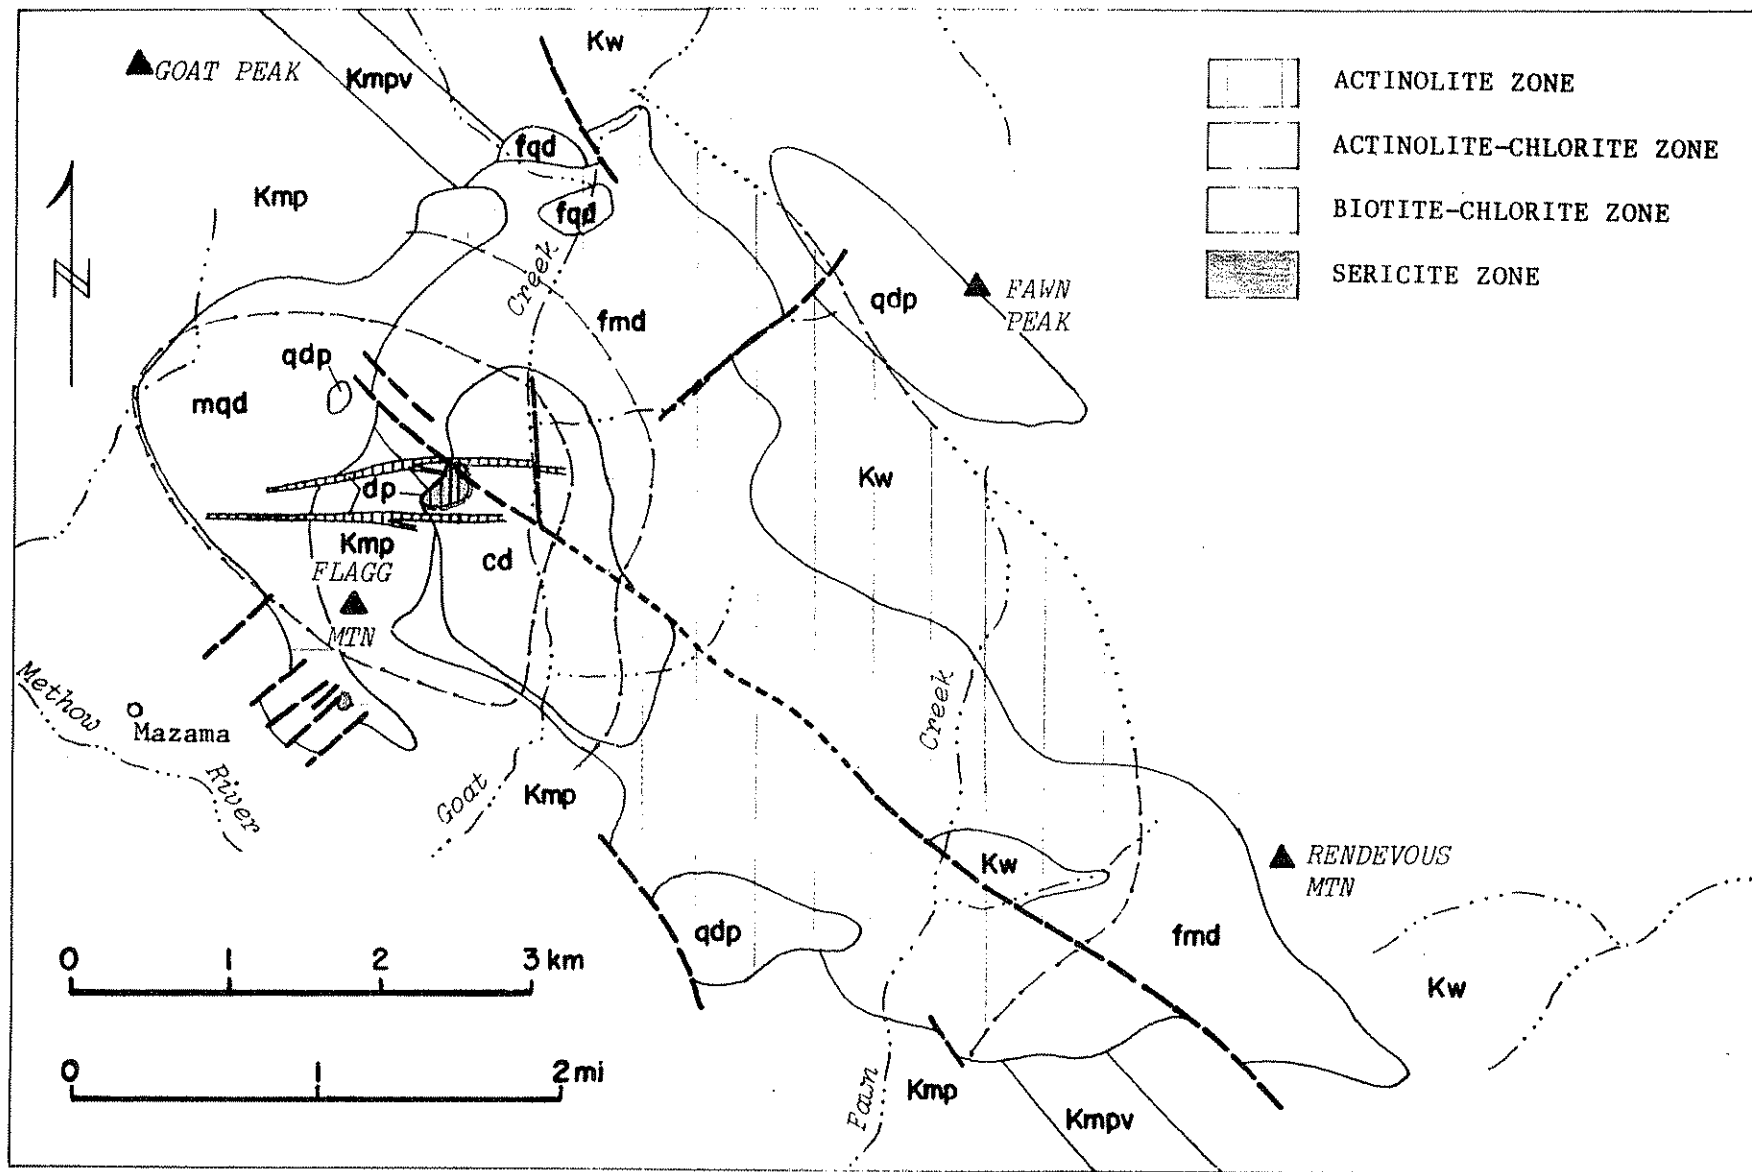 Kw
GOAT PEAK
Kmpv
ACTINOLITE ZONE
ACTINOLITE-CHLORITE ZONE
BIOTITE-CHLORITE ZONE
SERICITE ZONE
fqd
Kmp
fqd
N
Creek
FAWN
PEAK
qdp
fmd
qdp
mqd
Kw
dp
Kmp
cd
FLAGG
MTN
Methow
River
Mazama
Creek
Goat
Kmp
Kw
RENDEVOUS
MTN
qdp
fmd
Kw
0 1 2 3 km
0 1 2 mi
Fawn
Kmp
Kmpv